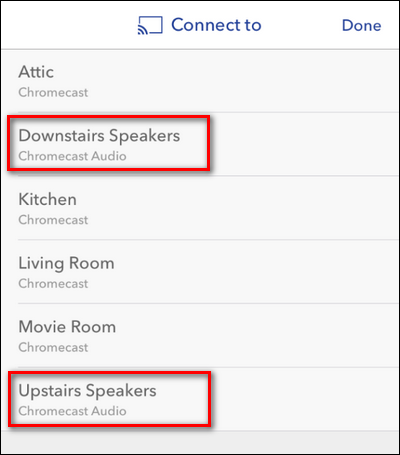 Connect to
Done
Attic
Chromecast
Downstairs Speakers
Chromecast Audio
Kitchen
Chromecast
Living Room
Chromecast
Movie Room
Chromecast
Upstairs Speakers
Chromecast Audio